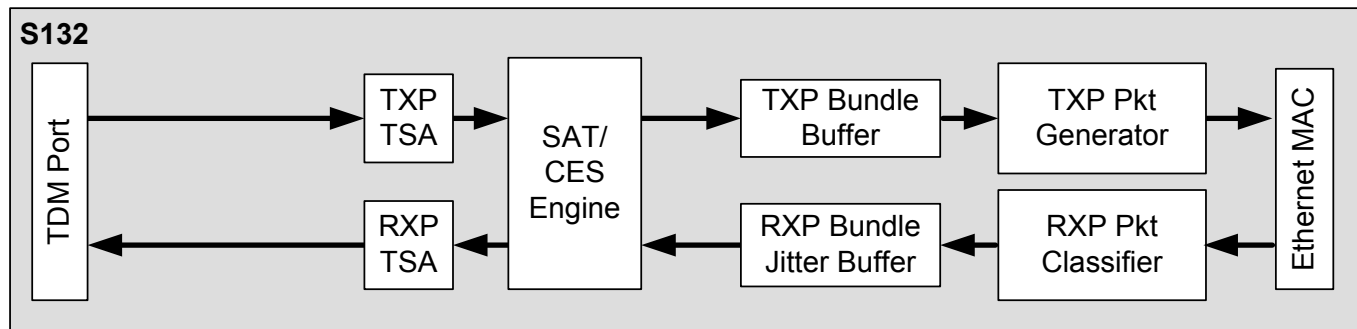 S132
TDM Port
TXP
TSA
SAT/
CES
Engine
TXP Bundle
Buffer
TXP Pkt
Generator
Ethernet MAC
RXP
TSA
RXP Bundle
Jitter Buffer
RXP Pkt
Classifier